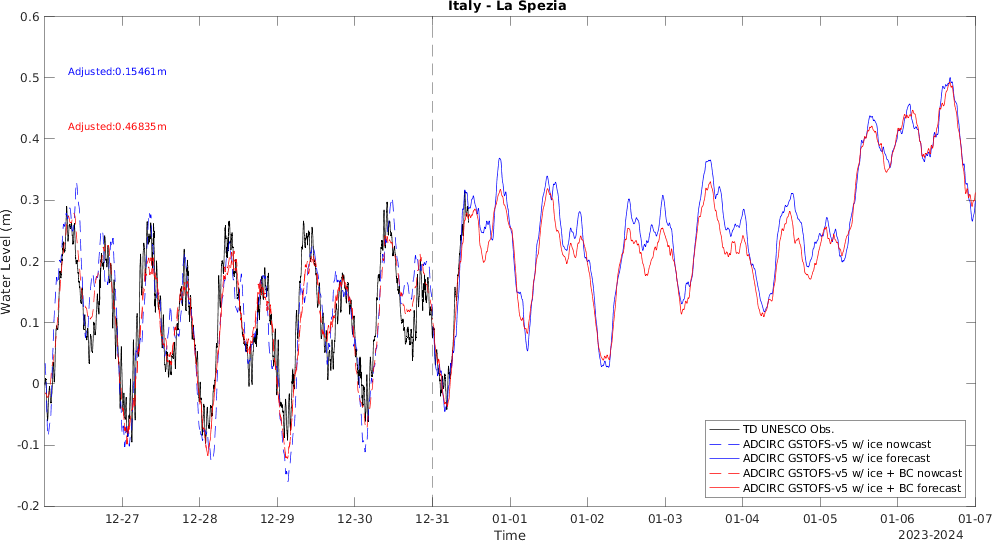 Italy - La Spezia
0.6
0.5
0.4
0.3
0.2
0.1
0
-0.1
-0.2
Water Level (m)
Adjusted:0.15461m
Adjusted:0.46835m
TD UNESCO Obs.
ADCIRC GSTOFS-v5 w/ ice nowcast
ADCIRC GSTOFS-v5 w/ ice forecast
ADCIRC GSTOFS-v5 w/ ice + BC nowcast
ADCIRC GSTOFS-v5 w/ ice + BC forecast
12-27 12-28 12-29 12-30 12-31 01-01 01-02 01-03 01-04 01-05 01-06 01-07
Time
2023-2024